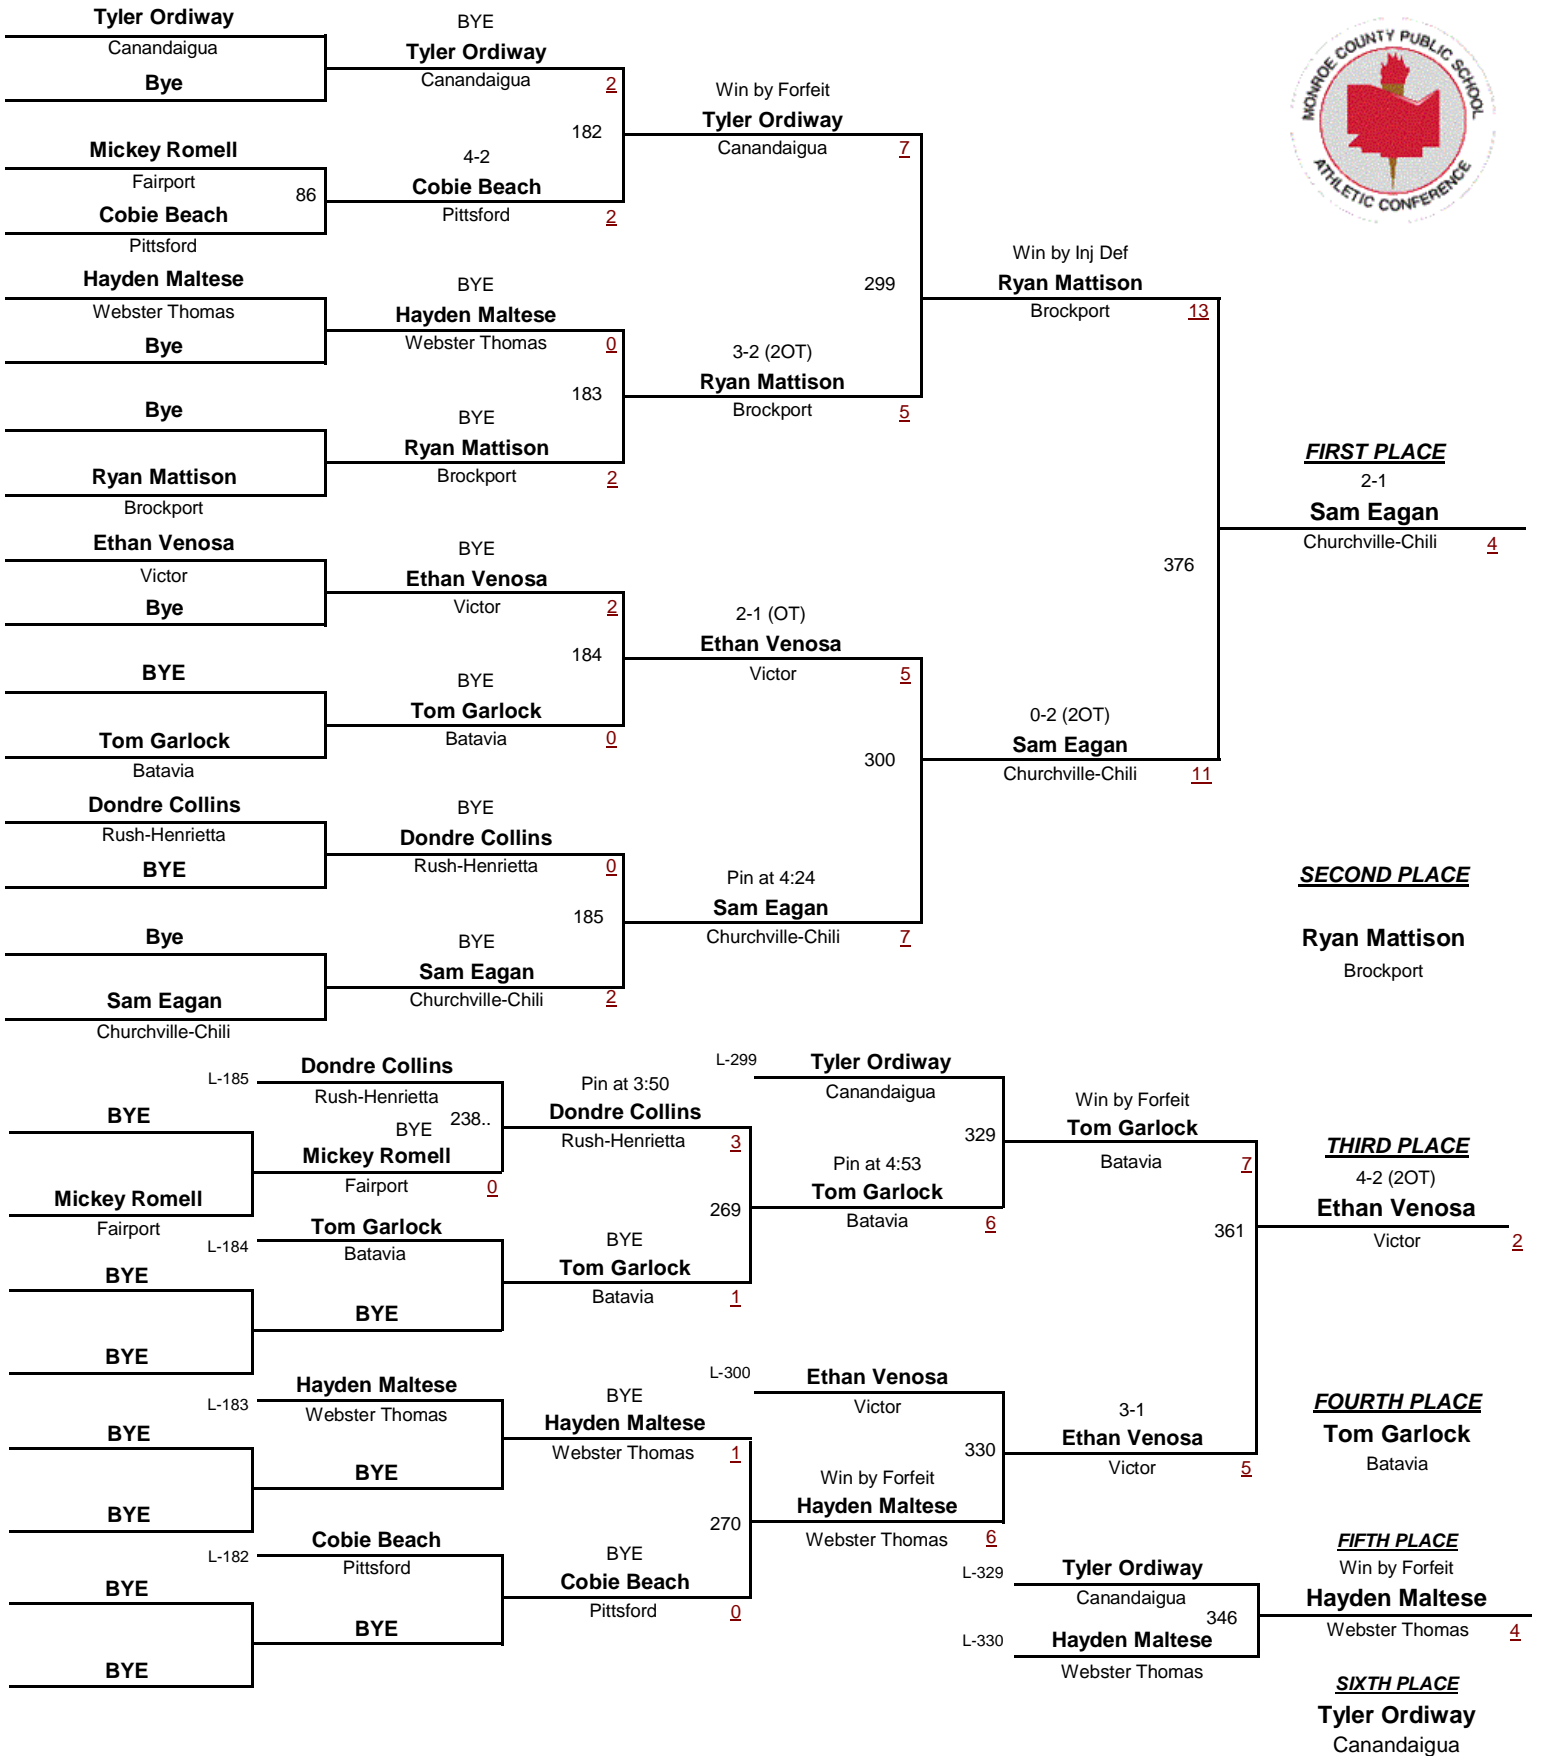 Tyler Ordiway
Canandaigua
Bye
Mickey Romell
Fairport
86
Cobie Beach
Pittsford
Hayden Maltese
Webster Thomas
Bye
Bye
Ryan Mattison
Brockport
Ethan Venosa
Victor
Bye
BYE
Tom Garlock
Batavia
Dondre Collins
Rush-Henrietta
BYE
Bye
Sam Eagan
Churchville-Chili
BYE
Tyler Ordiway
Canandaigua
2
182
4-2
Cobie Beach
Pittsford
2
BYE
Hayden Maltese
Webster Thomas
0
183
BYE
Ryan Mattison
Brockport
2
BYE
Ethan Venosa
Victor
2
184
BYE
Tom Garlock
Batavia
0
BYE
Dondre Collins
Rush-Henrietta
0
185
BYE
Sam Eagan
Churchville-Chili
2
Win by Forfeit
Tyler Ordiway
Canandaigua
7
299
3-2 (2OT)
Ryan Mattison
Brockport
5
2-1 (OT)
Ethan Venosa
Victor
5
300
Pin at 4:24
Sam Eagan
Churchville-Chili
7
MONROE COUNTY PUBLIC SCHOOL
ATHLETIC CONFERENCE
Win by Inj Def
Ryan Mattison
Brockport
13
376
0-2 (2OT)
Sam Eagan
Churchville-Chili
11
FIRST PLACE
2-1
Sam Eagan
Churchville-Chili
4
SECOND PLACE
Ryan Mattison
Brockport
BYE
Mickey Romell
Fairport
BYE
BYE
BYE
BYE
BYE
BYE
L-185
Dondre Collins
Rush-Henrietta
BYE
238..
Mickey Romell
Fairport
0
L-184
Tom Garlock
Batavia
BYE
L-183
Hayden Maltese
Webster Thomas
BYE
L-182
Cobie Beach
Pittsford
BYE
Pin at 3:50
Dondre Collins
Rush-Henrietta
3
269
BYE
Tom Garlock
Batavia
1
BYE
Hayden Maltese
Webster Thomas
1
270
BYE
Cobie Beach
Pittsford
0
L-299
Tyler Ordiway
Canandaigua
329
Pin at 4:53
Tom Garlock
Batavia
6
L-300
Ethan Venosa
Victor
330
Win by Forfeit
Hayden Maltese
Webster Thomas
6
Win by Forfeit
Tom Garlock
Batavia
7
361
3-1
Ethan Venosa
Victor
5
L-329
Tyler Ordiway
Canandaigua
346
L-330
Hayden Maltese
Webster Thomas
THIRD PLACE
4-2 (2OT)
Ethan Venosa
Victor
2
FOURTH PLACE
Tom Garlock
Batavia
FIFTH PLACE
Win by Forfeit
Hayden Maltese
Webster Thomas
4
SIXTH PLACE
Tyler Ordiway
Canandaigua